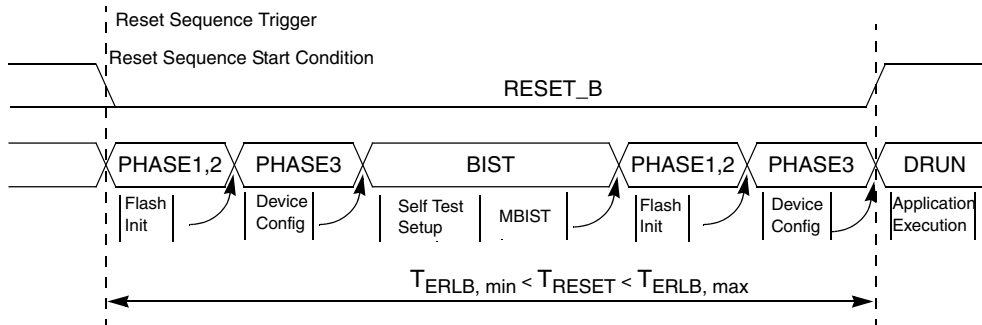 Reset Sequence Trigger
Reset Sequence Start Condition
RESET_B
PHASE1,2 PHASE3 BIST PHASE1,2 PHASE3 DRUN
Flash Init
Device Config
Self Test Setup
MBIST
Flash Init
Device Config
Application Execution
TERLB, min < TRESET < TERLB, max